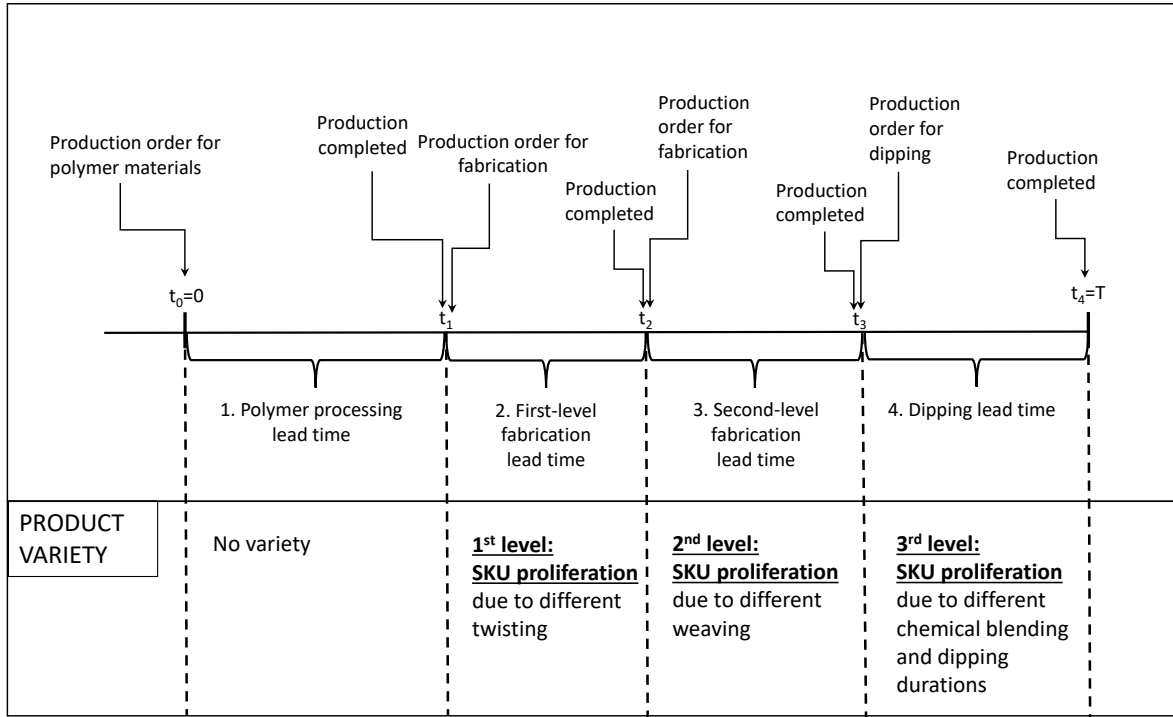 Production order for
polymer materials
Production
completed
Production order for
fabrication
Production
completed
Production
order for
fabrication
Production
completed
Production
order for
dipping
Production
completed
t0=0
t1
t2
t3
t4=T
1. Polymer processing
lead time
2. First-level
fabrication
lead time
3. Second-level
fabrication
lead time
4. Dipping lead time
PRODUCT
VARIETY
No variety
1st level:
SKU proliferation
due to different
twisting
2nd level:
SKU proliferation
due to different
weaving
3rd level:
SKU proliferation
due to different
chemical blending
and dipping
durations